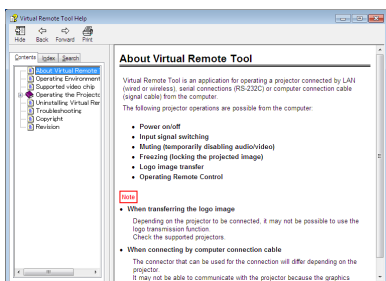 Virtual Remote Tool Help
Hide Back Forward Print
Contents Index Search
About Virtual Remote
Operating Environment
Supported video chip
Operating the Projecto
Uninstalling Virtual Rer
Troubleshooting
Copyright
Revision
About Virtual Remote Tool
Virtual Remote Tool is an application for operating a projector connected by LAN
(wired or wireless), serial connections (RS-232C) or computer connection cable
(signal cable) from the computer.
The following projector operations are possible from the computer:
• Power on/off
• Input signal switching
• Muting (temporarily disabling audio/video)
• Freezing (locking the projected image)
• Logo image transfer
• Operating Remote Control
Note
• When transferring the logo image
Depending on the projector to be connected, it may not be possible to use the
logo transmission function.
Check the supported projectors.
• When connecting by computer connection cable
The connector that can be used for the connection will differ depending on the
projector.
It may not be able to communicate with the projector because the graphics